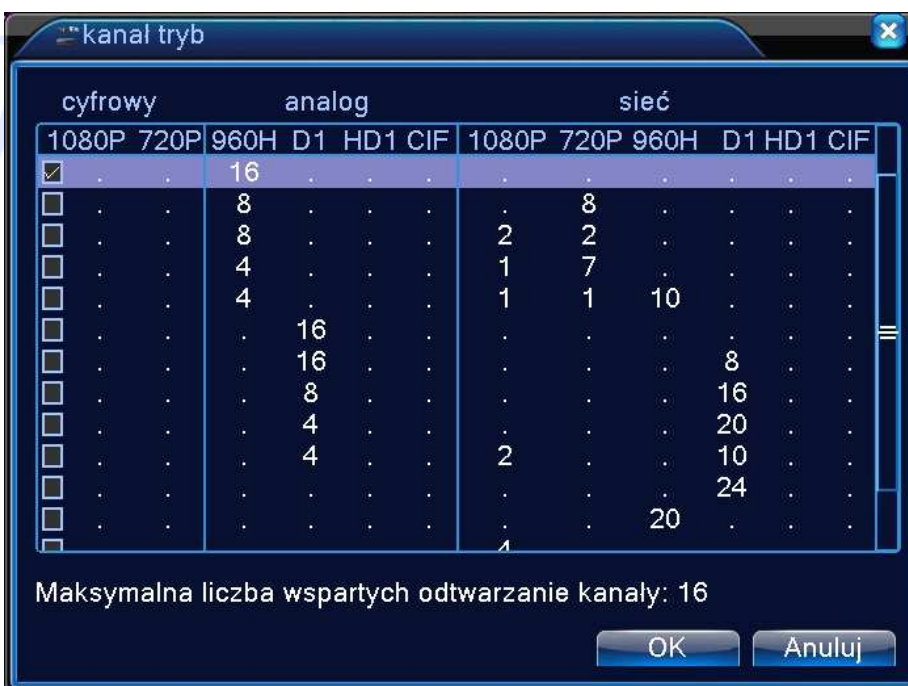 kanał tryb
cyfrowy analog sieć
1080P 720P 960H D1 HD1 CIF 1080P 720P 960H D1 HD1 CIF
. . 16 . . . . . . . . .
. . 8 . . . . 8 . . . .
. . 8 . . . 2 2 . . . .
. . 4 . . . 1 7 . . . .
. . 4 . . . 1 1 10 . . .
. . . 16 . . . . . . . .
. . . 16 . . . . . 8 . .
. . . 8 . . . . . 16 . .
. . . 4 . . . . . 20 . .
. . . 4 . . 2 . . 10 . .
. . . . . . . . . 24 . .
. . . . . . . . 20 . . .
4
Maksymalna liczba wspartych odtwarzanie kanały: 16
OK Anuluj